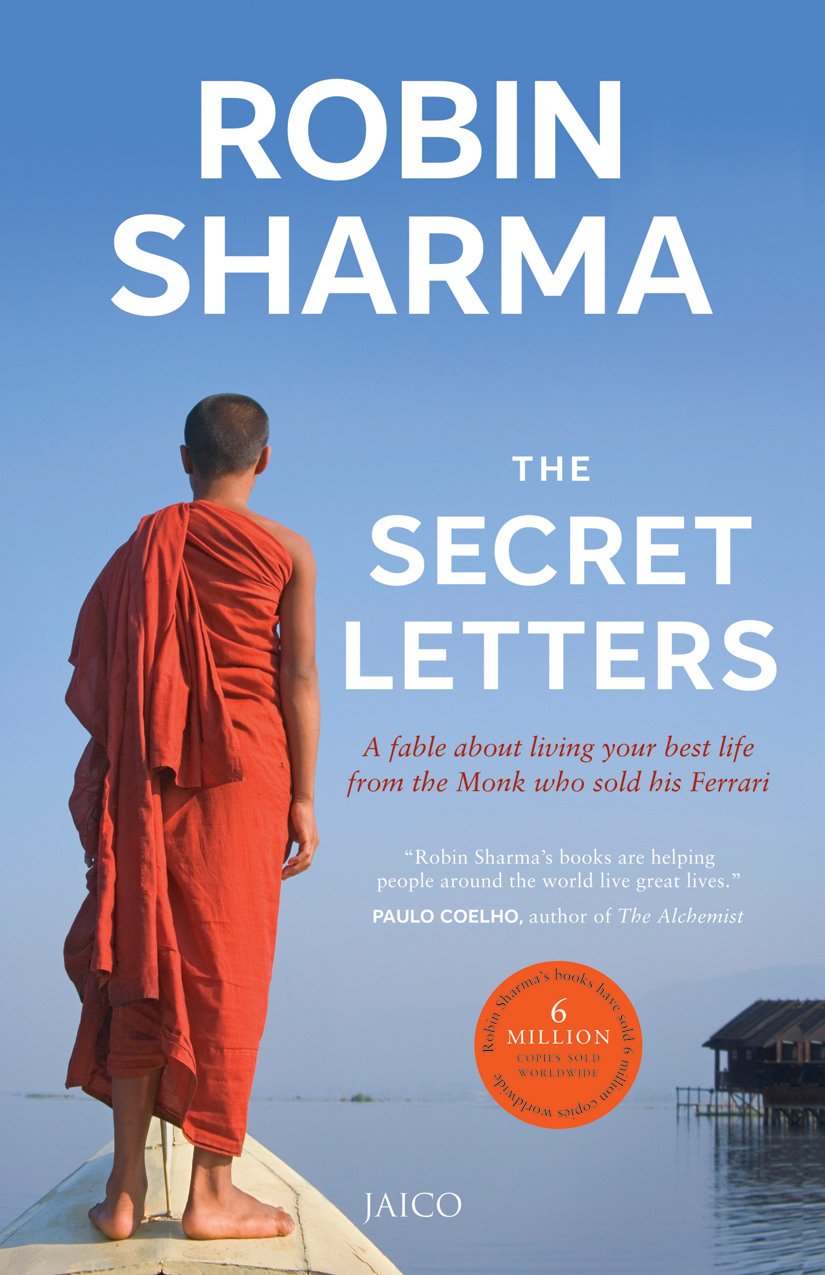 ROBIN
SHARMA
THE
SECRET
LETTERS
A fable about living your best life
from the Monk who sold his Ferrari
“Robin Sharma’s books are helping
people around the world live great lives.”
PAULO COELHO, author of The Alchemist
Robin Sharma’s books have sold 6 million copies worldwide
6
MILLION
COPIES SOLD
WORLDWIDE
JAICO